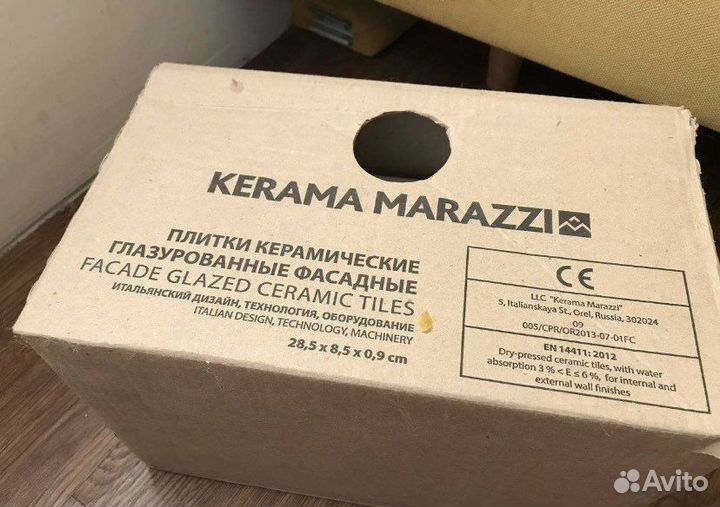 KERAMA MARAZZI
ПЛИТКИ КЕРАМИЧЕСКИЕ
ГЛАЗУРОВАННЫЕ ФАСАДНЫЕ
FACADE GLAZED CERAMIC TILES
ИТАЛЬЯНСКИЙ ДИЗАЙН, ТЕХНОЛОГИЯ, ОБОРУДОВАНИЕ
ITALIAN DESIGN, TECHNOLOGY, MACHINERY
28,5 x 8,5 x 0,9 cm
CE
LLC "Kerama Marazzi"
5, Italianskaya St., Orel, Russia, 302024
09
005/CPR/OR2013-07-01FC
EN 14411: 2012
Dry-pressed ceramic tiles, with water
absorption 3 % < E ≤ 6 %, for internal and
external wall finishes
Avito